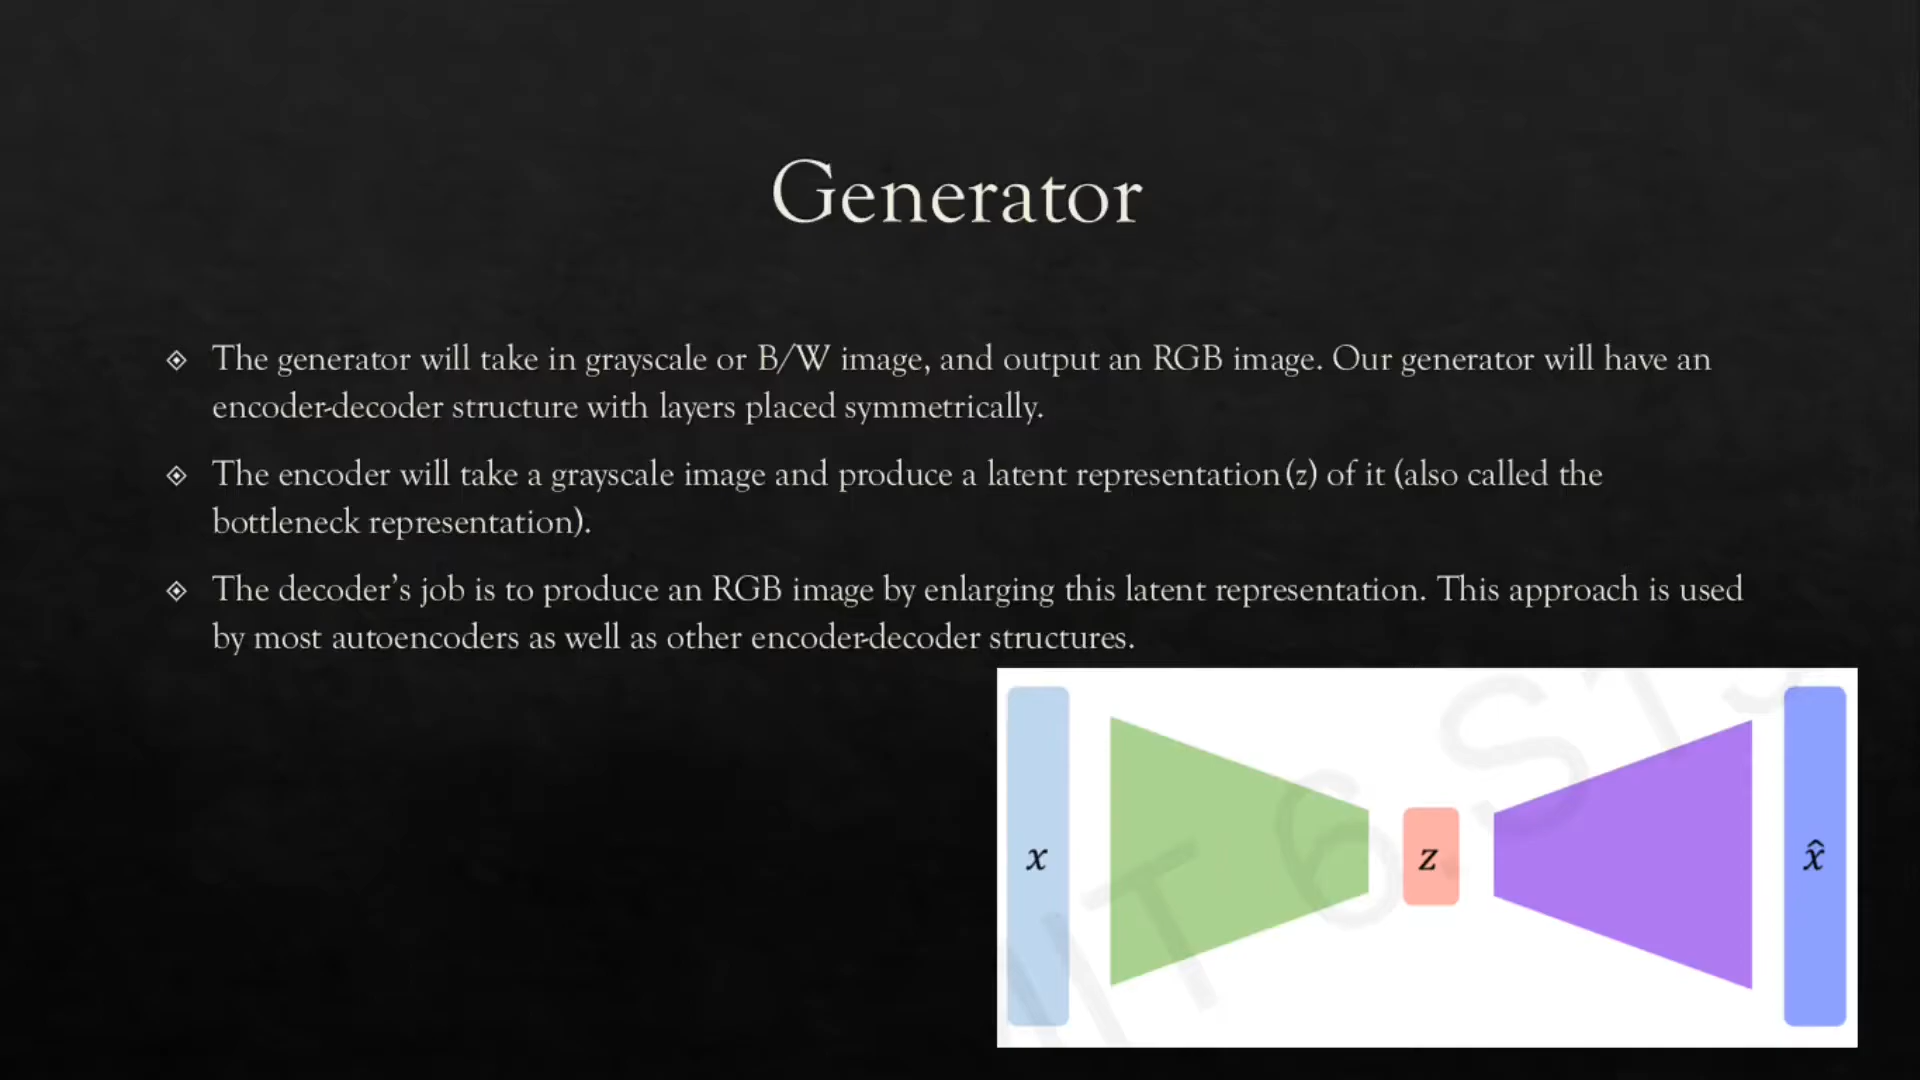 Generator
The generator will take in grayscale or B/W image, and output an RGB image. Our generator will have an
encoder-decoder structure with layers placed symmetrically.
The encoder will take a grayscale image and produce a latent representation(z) of it (also called the
bottleneck representation).
The decoder’s job is to produce an RGB image by enlarging this latent representation. This approach is used
by most autoencoders as well as other encoder-decoder structures.
x
z
x̂